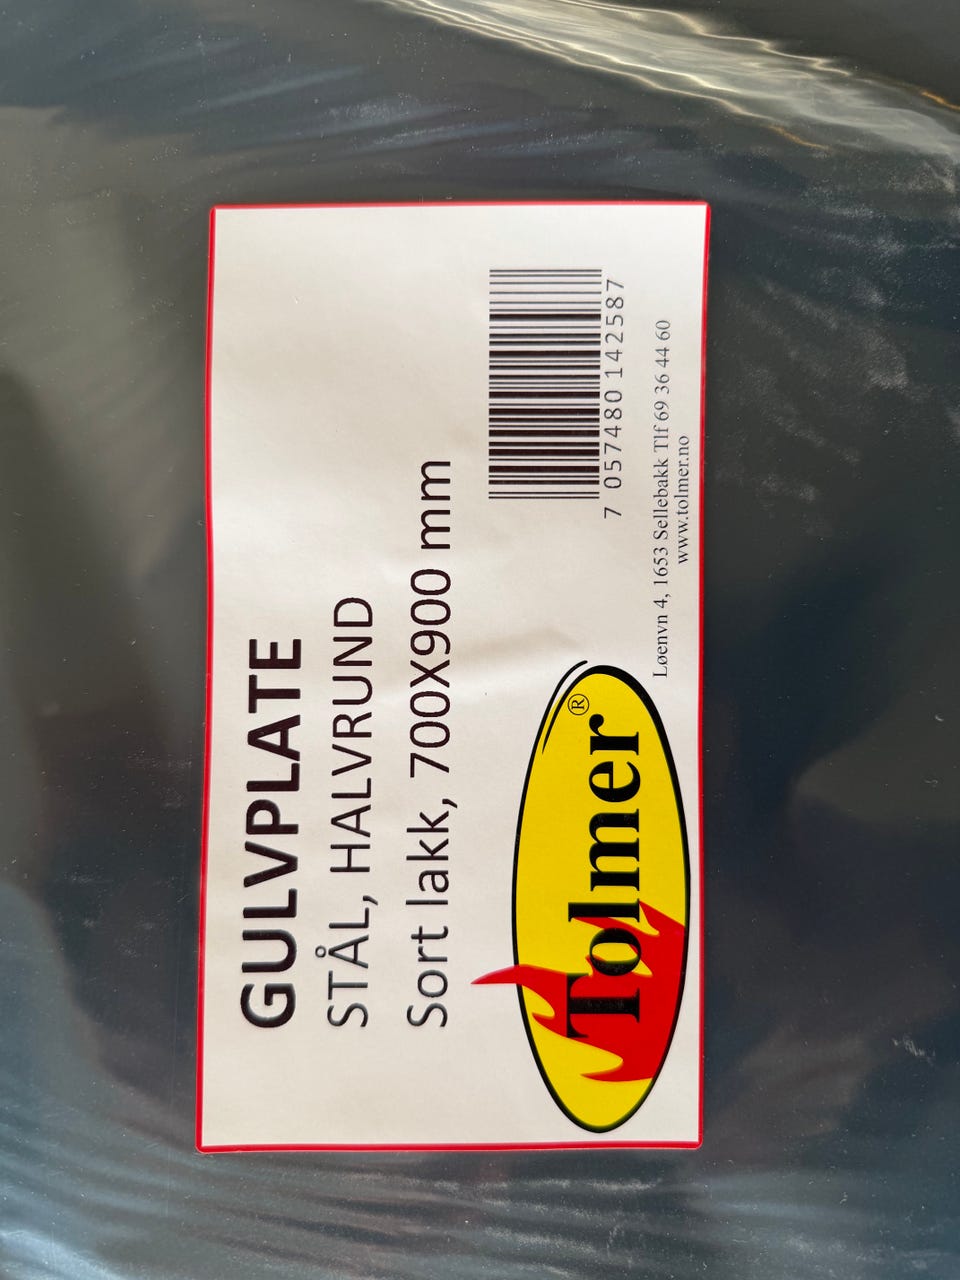 GULVPLATE
STÅL, HALVRUND
Sort lakk, 700X900 mm
7 057480 142587
Tolmer®
Løenvn 4, 1653 Sellebakk Tlf 69 36 44 60
www.tolmer.no